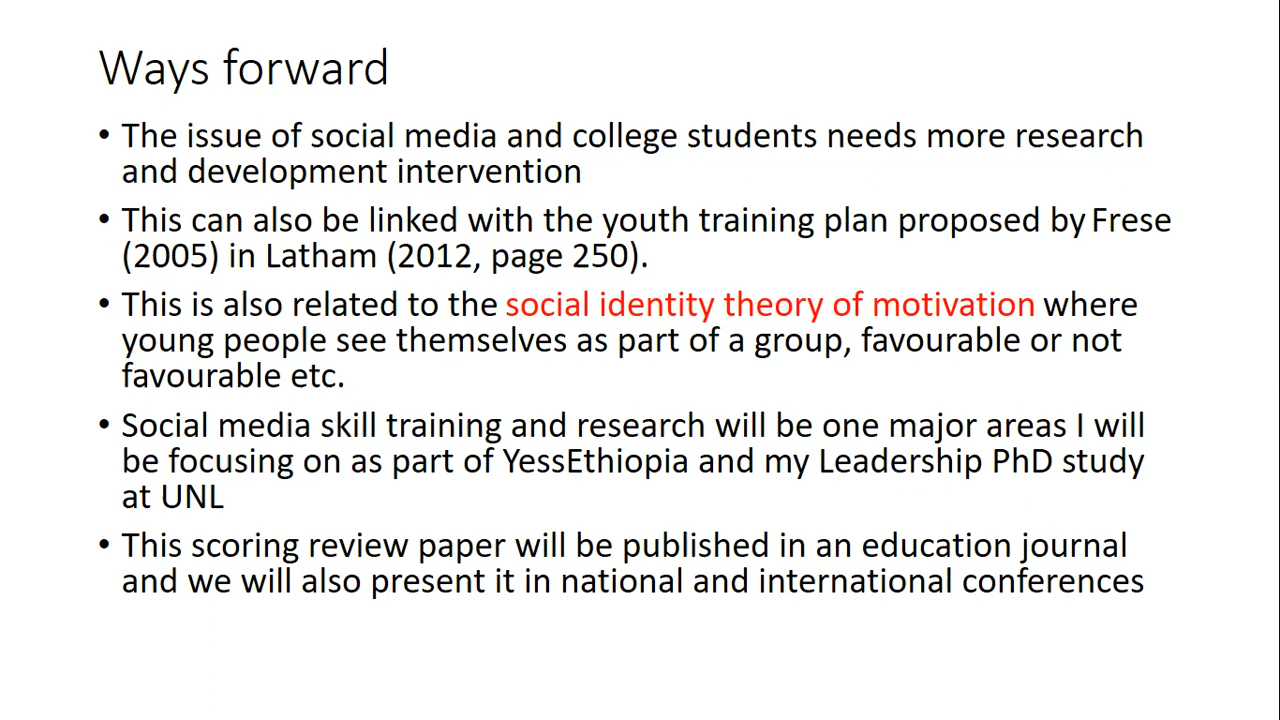 Ways forward
• The issue of social media and college students needs more research
and development intervention
• This can also be linked with the youth training plan proposed by Frese
(2005) in Latham (2012, page 250).
• This is also related to the social identity theory of motivation where
young people see themselves as part of a group, favourable or not
favourable etc.
• Social media skill training and research will be one major areas I will
be focusing on as part of YessEthiopia and my Leadership PhD study
at UNL
• This scoring review paper will be published in an education journal
and we will also present it in national and international conferences